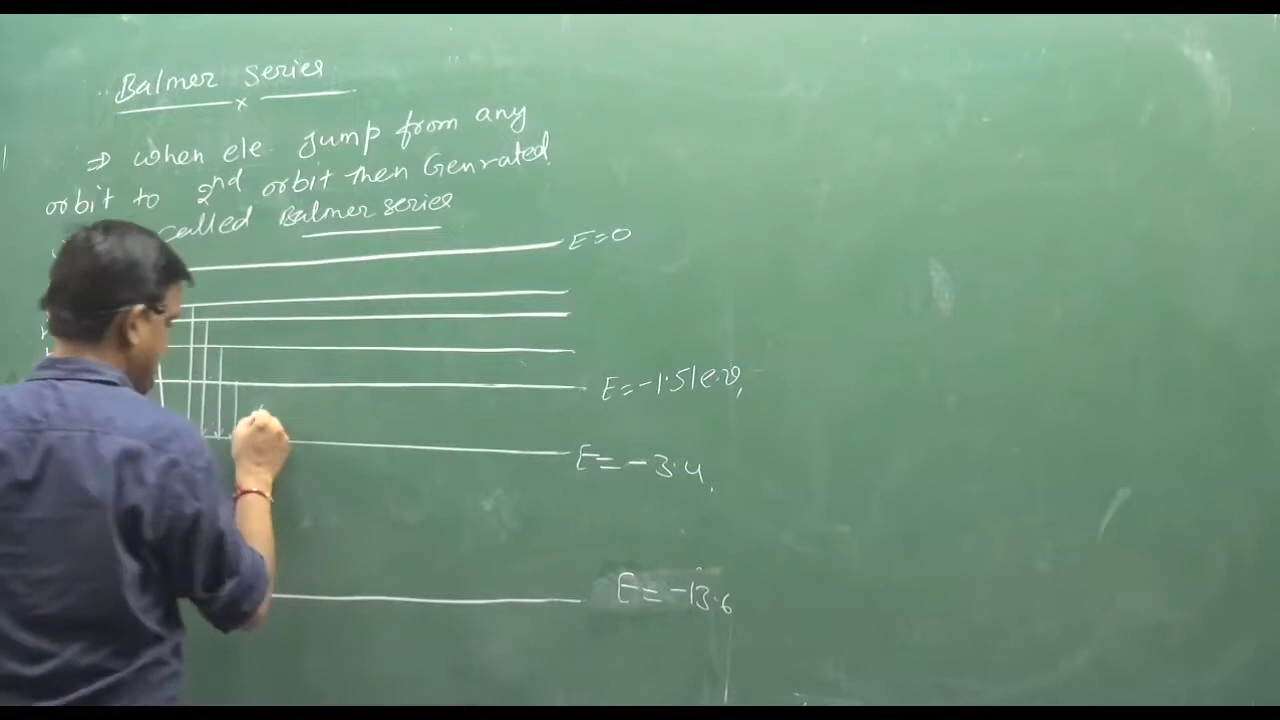 Balmer Series
⇒ when ele. Jump from any
orbit to 2nd orbit then Genrated
called Balmer series
E=0
E=-1.51e.v,
E=-3.4
E=-13.6